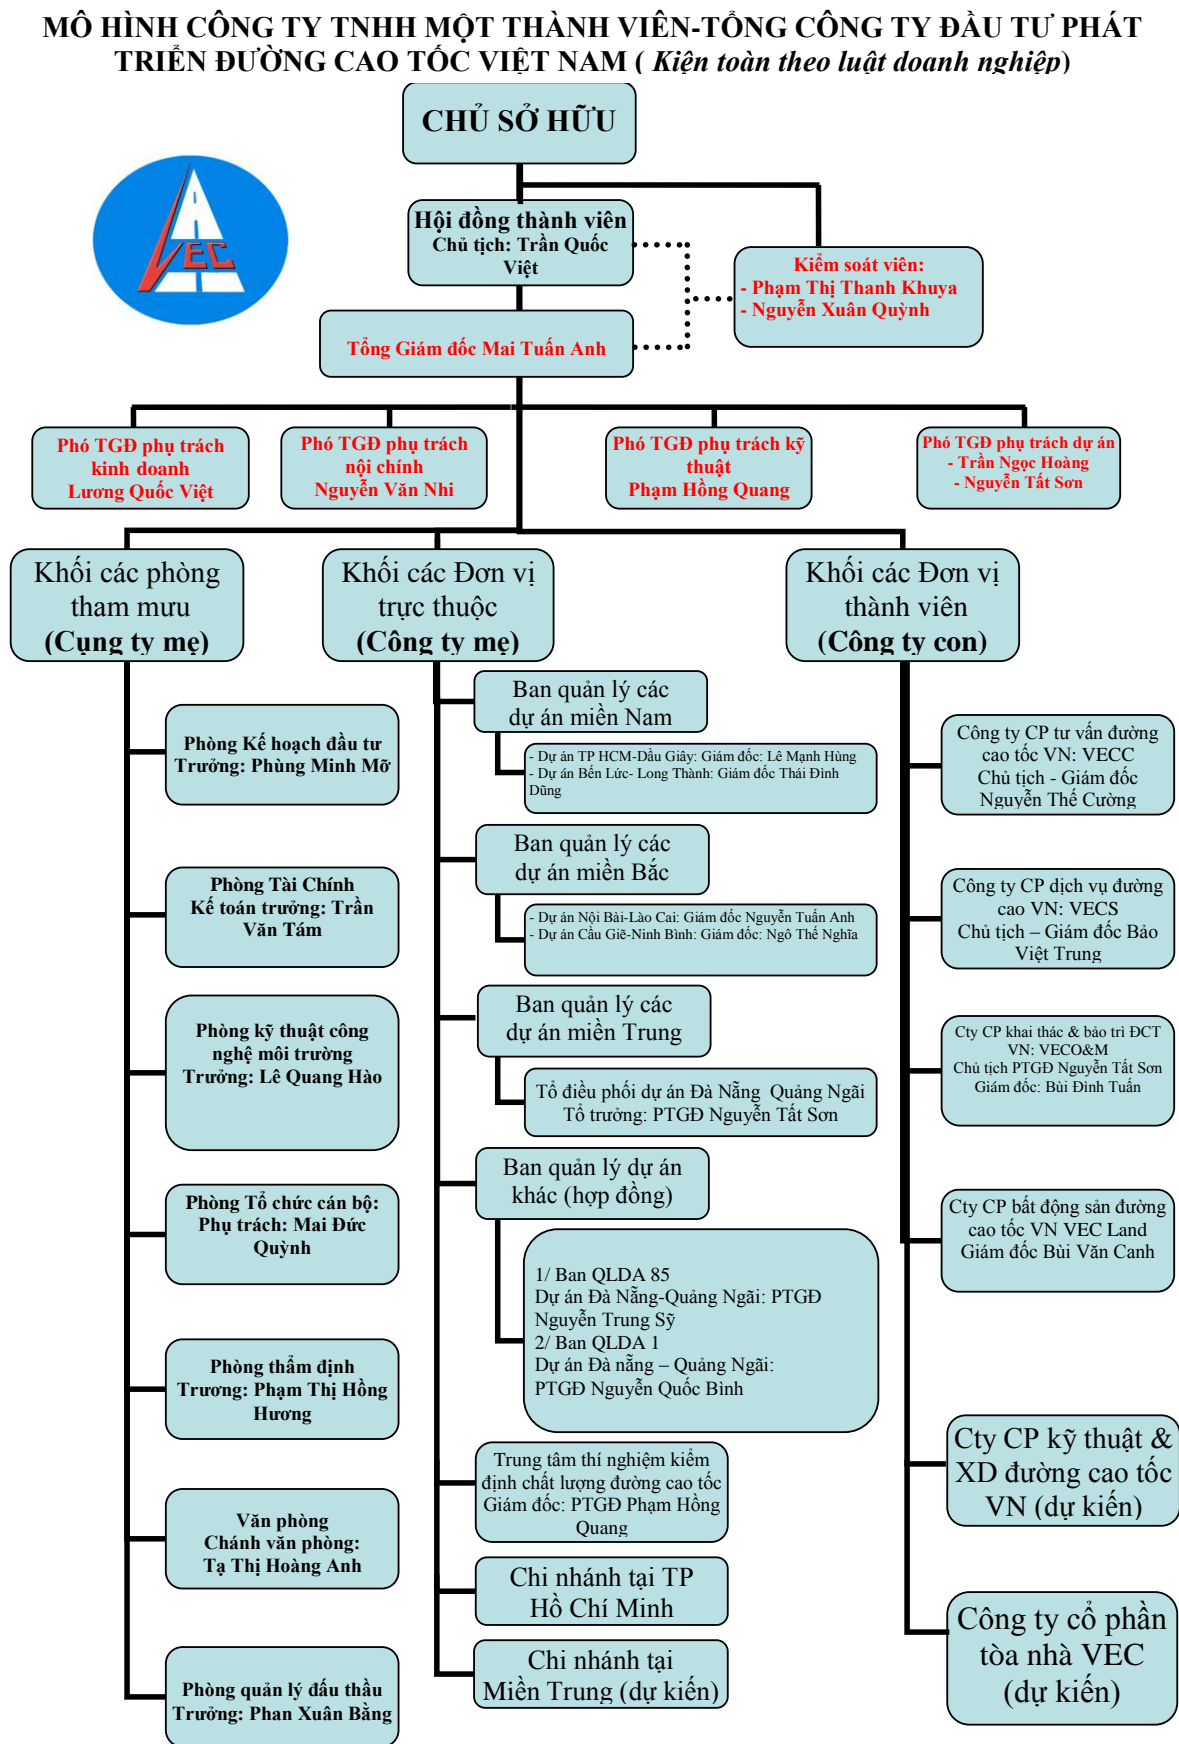 MÔ HÌNH CÔNG TY TNHH MỘT THÀNH VIÊN-TỔNG CÔNG TY ĐẦU TƯ PHÁT
TRIỂN ĐƯỜNG CAO TỐC VIỆT NAM ( Kiện toàn theo luật doanh nghiệp)
CHỦ SỞ HỮU
VEC
Hội đồng thành viên
Chủ tịch: Trần Quốc
Việt
Kiểm soát viên:
- Phạm Thị Thanh Khuya
- Nguyễn Xuân Quỳnh
Tổng Giám đốc Mai Tuấn Anh
Phó TGĐ phụ trách
kinh doanh
Lương Quốc Việt
Phó TGĐ phụ trách
nội chính
Nguyễn Văn Nhi
Phó TGĐ phụ trách kỹ
thuật
Phạm Hồng Quang
Phó TGĐ phụ trách dự án
- Trần Ngọc Hoàng
- Nguyễn Tất Sơn
Khối các phòng
tham mưu
(Cụng ty mẹ)
Khối các Đơn vị
trực thuộc
(Công ty mẹ)
Khối các Đơn vị
thành viên
(Công ty con)
Phòng Kế hoạch đầu tư
Trưởng: Phùng Minh Mỡ
Phòng Tài Chính
Kế toán trưởng: Trần
Văn Tám
Phòng kỹ thuật công
nghệ môi trường
Trưởng: Lê Quang Hào
Phòng Tổ chức cán bộ:
Phụ trách: Mai Đức
Quỳnh
Phòng thẩm định
Trương: Phạm Thị Hồng
Hương
Văn phòng
Chánh văn phòng:
Tạ Thị Hoàng Anh
Phòng quản lý đấu thầu
Trưởng: Phan Xuân Bằng
Ban quản lý các
dự án miền Nam
- Dự án TP HCM-Dầu Giây: Giám đốc: Lê Mạnh Hùng
- Dự án Bến Lức- Long Thành: Giám đốc Thái Đình
Dũng
Ban quản lý các
dự án miền Bắc
- Dự án Nội Bài-Lào Cai: Giám đốc Nguyễn Tuấn Anh
- Dự án Cầu Giẽ-Ninh Bình: Giám đốc: Ngô Thế Nghĩa
Ban quản lý các
dự án miền Trung
Tổ điều phối dự án Đà Nẵng Quảng Ngãi
Tổ trưởng: PTGĐ Nguyễn Tất Sơn
Ban quản lý dự án
khác (hợp đồng)
1/ Ban QLDA 85
Dự án Đà Nẵng-Quảng Ngãi: PTGĐ
Nguyễn Trung Sỹ
2/ Ban QLDA 1
Dự án Đà nẵng – Quảng Ngãi:
PTGĐ Nguyễn Quốc Bình
Trung tâm thí nghiệm kiểm
định chất lượng đường cao tốc
Giám đốc: PTGĐ Phạm Hồng
Quang
Chi nhánh tại TP
Hồ Chí Minh
Chi nhánh tại
Miền Trung (dự kiến)
Công ty CP tư vấn đường
cao tốc VN: VECC
Chủ tịch - Giám đốc
Nguyễn Thế Cường
Công ty CP dịch vụ đường
cao VN: VECS
Chủ tịch – Giám đốc Bảo
Việt Trung
Cty CP khai thác & bảo trì ĐCT
VN: VECO&M
Chủ tịch PTGĐ Nguyễn Tất Sơn
Giám đốc: Bùi Đình Tuấn
Cty CP bất động sản đường
cao tốc VN VEC Land
Giám đốc Bùi Văn Canh
Cty CP kỹ thuật &
XD đường cao tốc
VN (dự kiến)
Công ty cổ phần
tòa nhà VEC
(dự kiến)